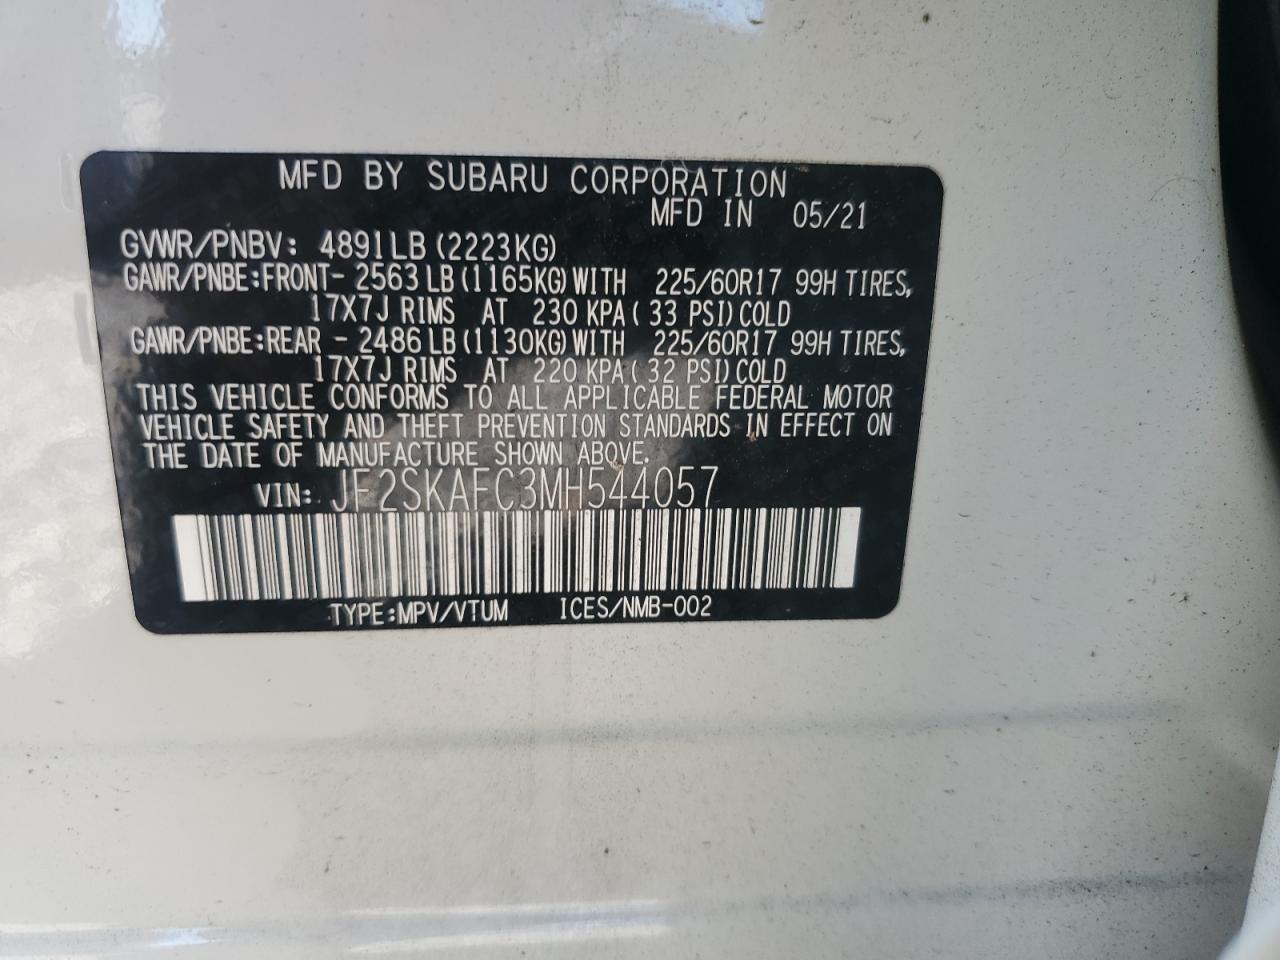 MFD BY SUBARU CORPORATION
MFD IN 05/21
GVWR/PNBV: 4891LB (2223KG)
GAWR/PNBE:FRONT- 2563 LB (1165KG) WITH 225/60R17 99H TIRES,
17X7J RIMS AT 230 KPA ( 33 PSI) COLD
GAWR/PNBE:REAR - 2486 LB (1130KG) WITH 225/60R17 99H TIRES,
17X7J RIMS AT 220 KPA ( 32 PSI) COLD
THIS VEHICLE CONFORMS TO ALL APPLICABLE FEDERAL MOTOR
VEHICLE SAFETY AND THEFT PREVENTION STANDARDS IN EFFECT ON
THE DATE OF MANUFACTURE SHOWN ABOVE.
VIN: JF2SKAFC3MH544057
TYPE:MPV/VTUM ICES/NMB-002